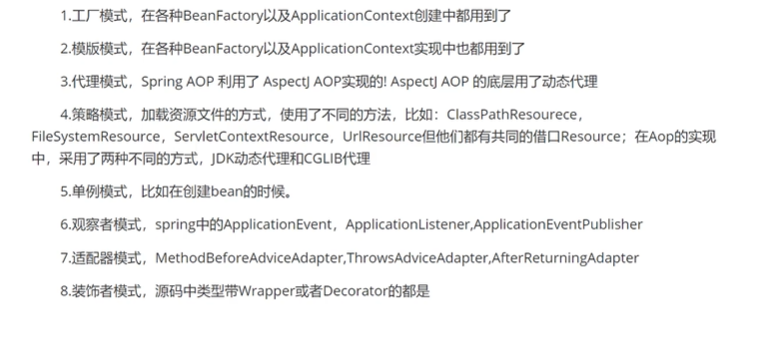 1.工厂模式，在各种BeanFactory以及ApplicationContext创建中都用到了
2.模版模式，在各种BeanFactory以及ApplicationContext实现中也都用到了
3.代理模式，Spring AOP 利用了 AspectJ AOP实现的! AspectJ AOP 的底层用了动态代理
4.策略模式，加载资源文件的方式，使用了不同的方法，比如：ClassPathResourece，
FileSystemResource，ServletContextResource，UrlResource但他们都有共同的借口Resource；在Aop的实现
中，采用了两种不同的方式，JDK动态代理和CGLIB代理
5.单例模式，比如在创建bean的时候。
6.观察者模式，spring中的ApplicationEvent，ApplicationListener,ApplicationEventPublisher
7.适配器模式，MethodBeforeAdviceAdapter,ThrowsAdviceAdapter,AfterReturningAdapter
8.装饰者模式，源码中类型带Wrapper或者Decorator的都是